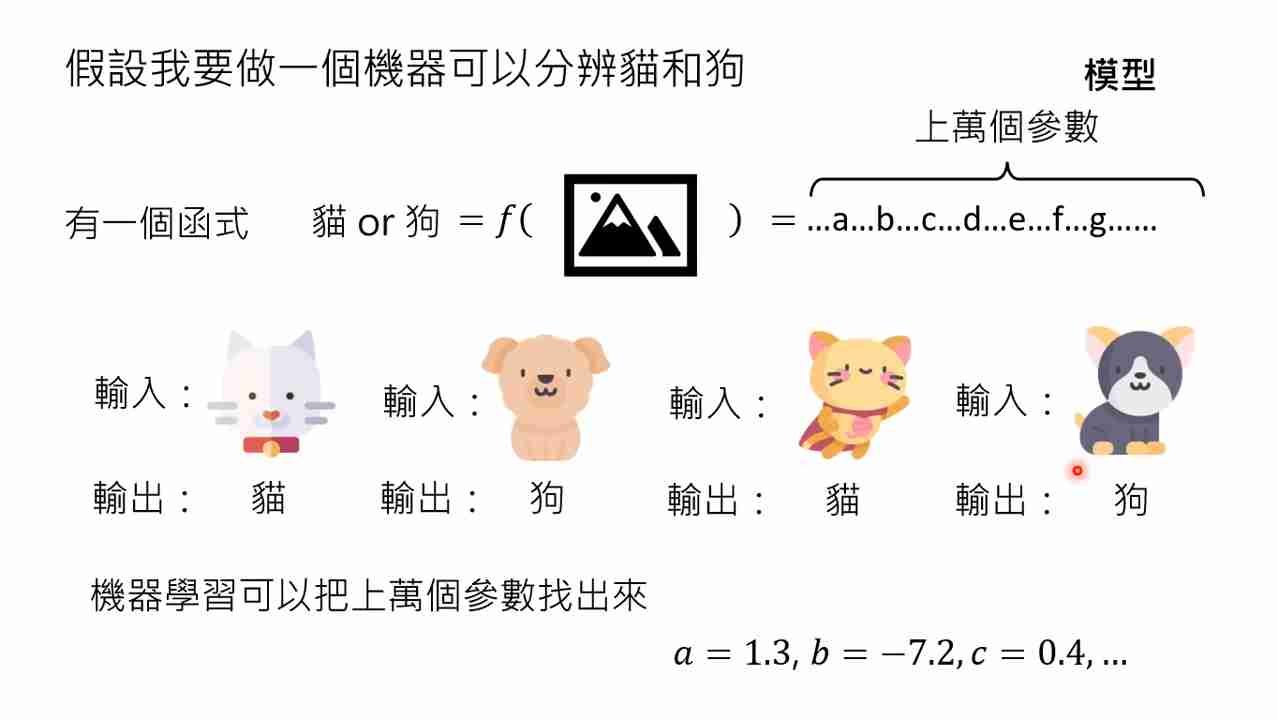 假設我要做一個機器可以分辨貓和狗
模型
上萬個參數
有一個函式 貓 or 狗 = f( ) = ...a...b...c...d...e...f...g......
輸入： 輸入： 輸入： 輸入：
輸出： 貓 輸出： 狗 輸出： 貓 輸出： 狗
機器學習可以把上萬個參數找出來
a = 1.3, b = −7.2, c = 0.4, ...